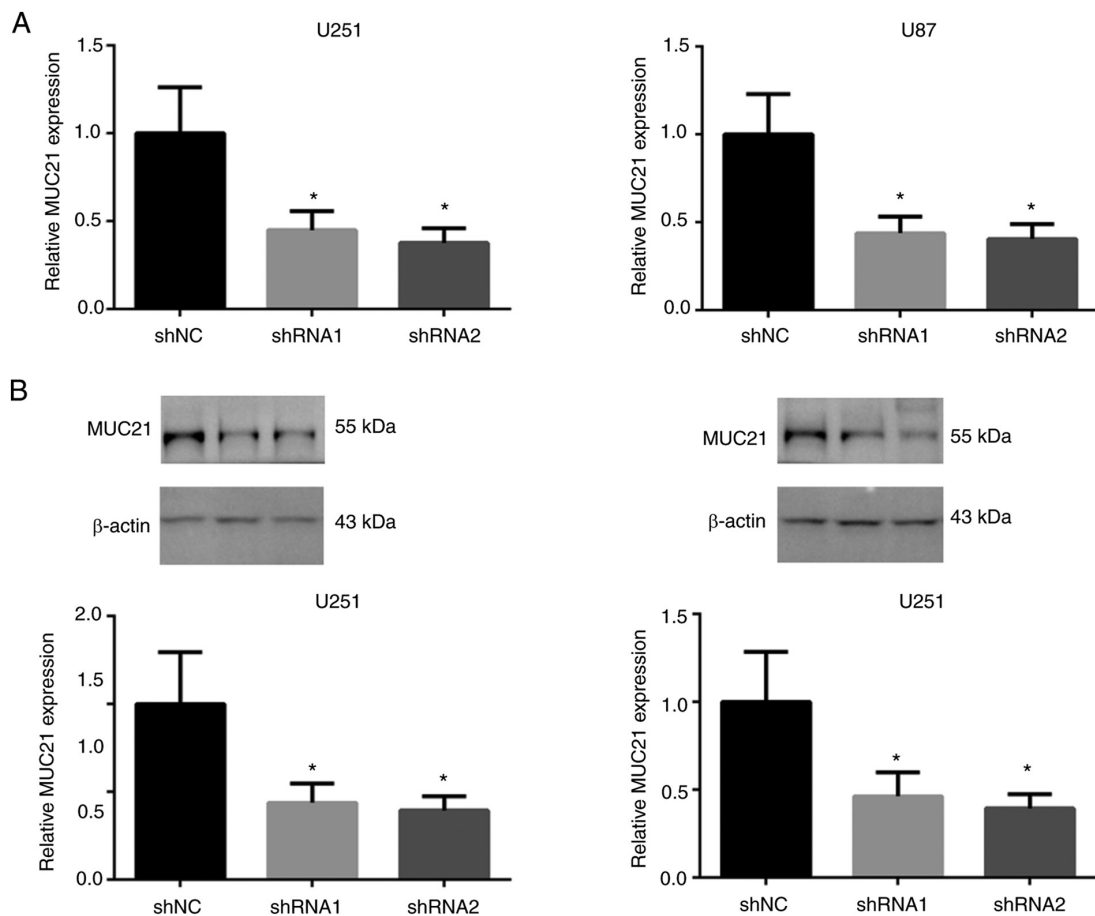 A
U251
Relative MUC21 expression
1.5
1.0
0.5
0.0
*
*
shNC shRNA1 shRNA2
U87
Relative MUC21 expression
1.5
1.0
0.5
0.0
*
*
shNC shRNA1 shRNA2
B
MUC21 55 kDa
β-actin 43 kDa
U251
Relative MUC21 expression
2.0
1.5
1.0
0.5
0.0
*
*
shNC shRNA1 shRNA2
MUC21 55 kDa
β-actin 43 kDa
U251
Relative MUC21 expression
1.5
1.0
0.5
0.0
*
*
shNC shRNA1 shRNA2